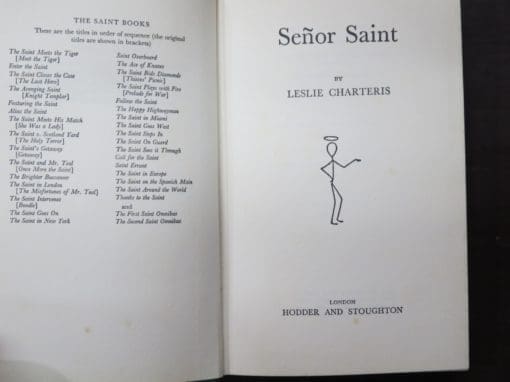 THE SAINT BOOKS
These are the titles in order of sequence (the original
titles are shown in brackets)
The Saint Meets the Tiger
[Meet the Tiger]
Enter the Saint
The Saint Closes the Case
[The Last Hero]
The Avenging Saint
[Knight Templar]
Featuring the Saint
Alias the Saint
The Saint Meets His Match
[She Was a Lady]
The Saint v. Scotland Yard
[The Holy Terror]
The Saint's Getaway
[Getaway]
The Saint and Mr. Teal
[Once More the Saint]
The Brighter Buccaneer
The Saint in London
[The Misfortunes of Mr. Teal]
The Saint Intervenes
[Boodle]
The Saint Goes On
The Saint in New York
Saint Overboard
The Ace of Knaves
The Saint Bids Diamonds
[Thieves' Picnic]
The Saint Plays with Fire
[Prelude for War]
Follow the Saint
The Happy Highwayman
The Saint in Miami
The Saint Goes West
The Saint Steps In
The Saint On Guard
The Saint Sees it Through
Call for the Saint
Saint Errant
The Saint in Europe
The Saint on the Spanish Main
The Saint Around the World
Thanks to the Saint
and
The First Saint Omnibus
The Second Saint Omnibus
Señor Saint
BY
LESLIE CHARTERIS
LONDON
HODDER AND STOUGHTON